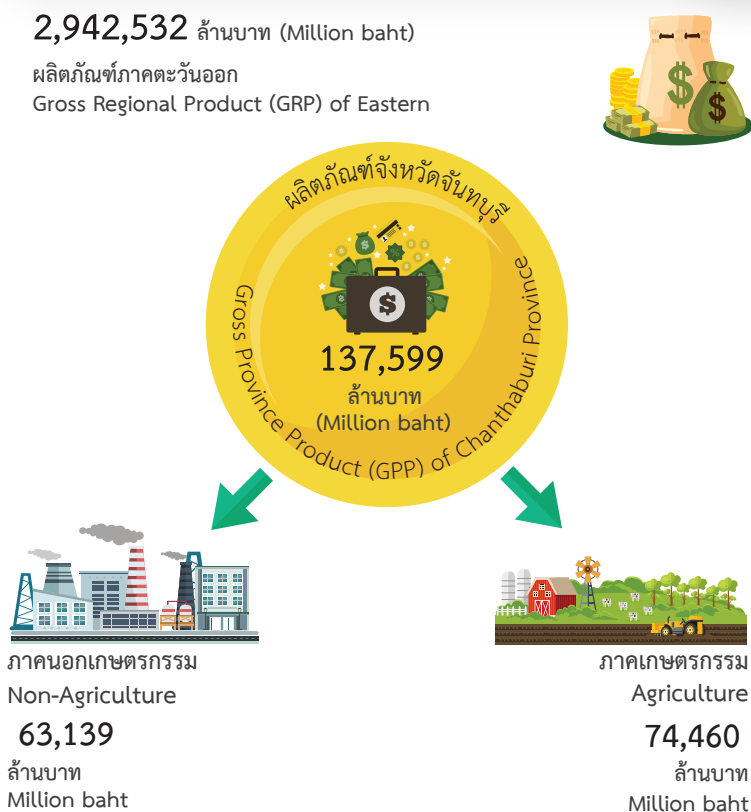 2,942,532 ล้านบาท (Million baht)
ผลิตภัณฑ์ภาคตะวันออก
Gross Regional Product (GRP) of Eastern
$
$
ผลิตภัณฑ์จังหวัดจันทบุรี
$
$
137,599
ล้านบาท
(Million baht)
Gross Province Product (GPP) of Chanthaburi Province
ภาคนอกเกษตรกรรม
Non-Agriculture
63,139
ล้านบาท
Million baht
ภาคเกษตรกรรม
Agriculture
74,460
ล้านบาท
Million baht